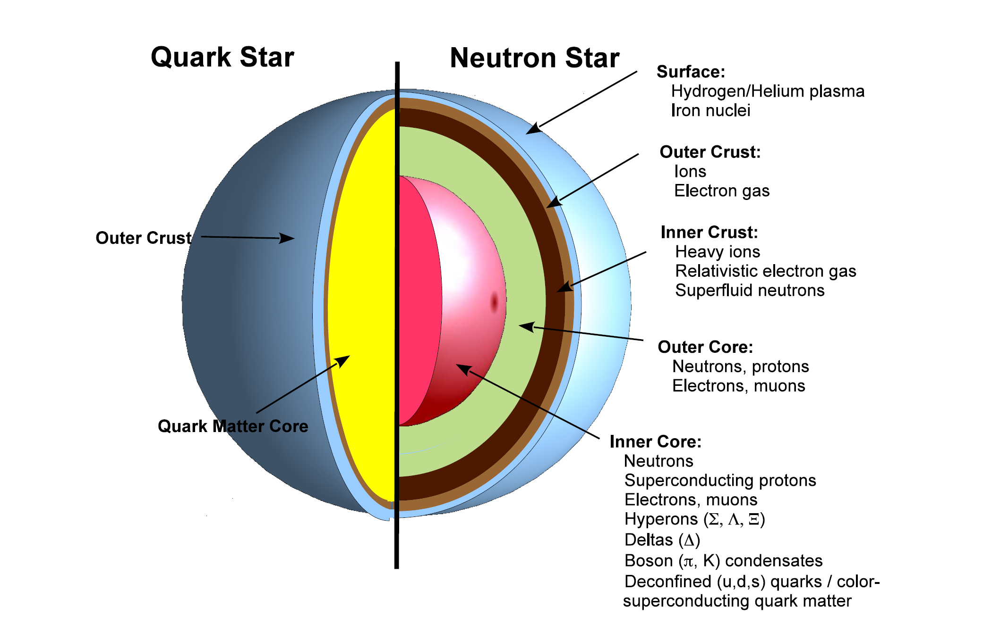 Quark Star
Neutron Star
Outer Crust
Quark Matter Core
Surface:
Hydrogen/Helium plasma
Iron nuclei
Outer Crust:
Ions
Electron gas
Inner Crust:
Heavy ions
Relativistic electron gas
Superfluid neutrons
Outer Core:
Neutrons, protons
Electrons, muons
Inner Core:
Neutrons
Superconducting protons
Electrons, muons
Hyperons (Σ, Λ, Ξ)
Deltas (Δ)
Boson (π, K) condensates
Deconfined (u,d,s) quarks / color-
superconducting quark matter